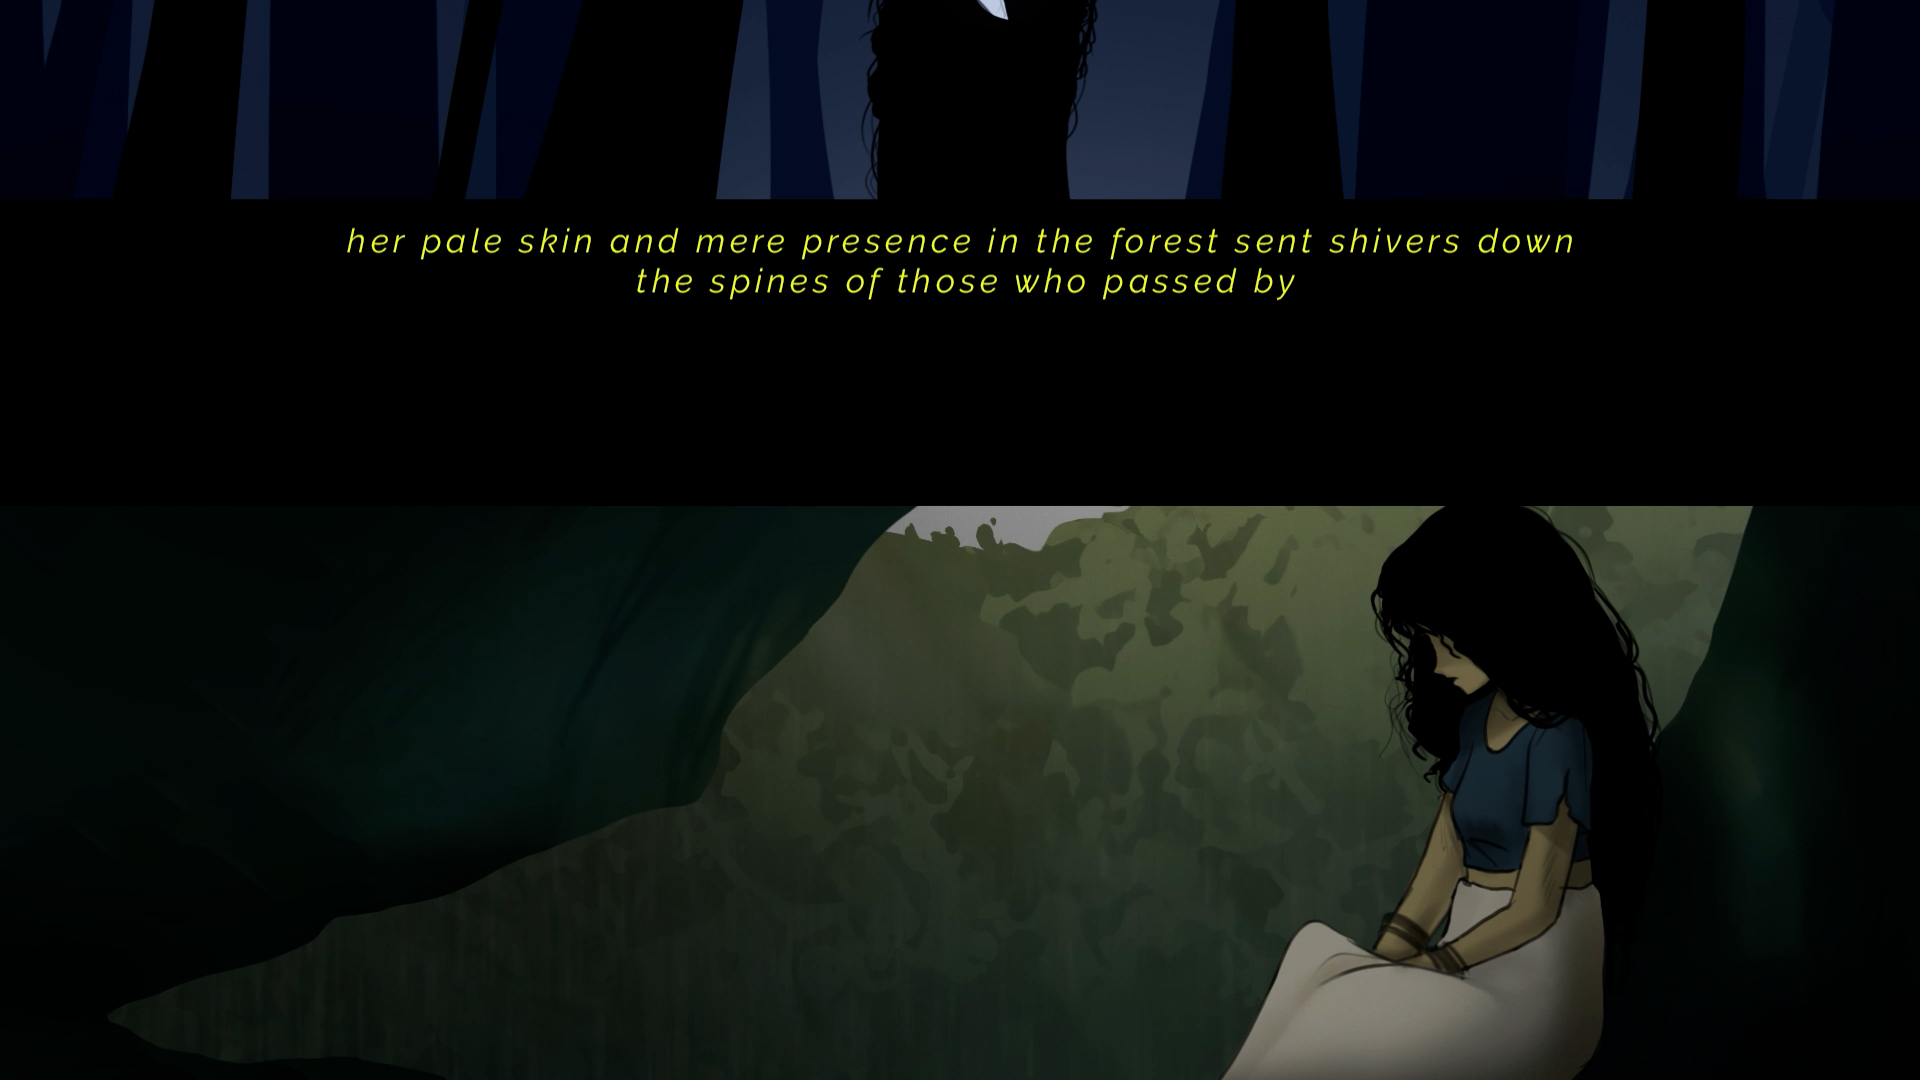 her pale skin and mere presence in the forest sent shivers down
the spines of those who passed by